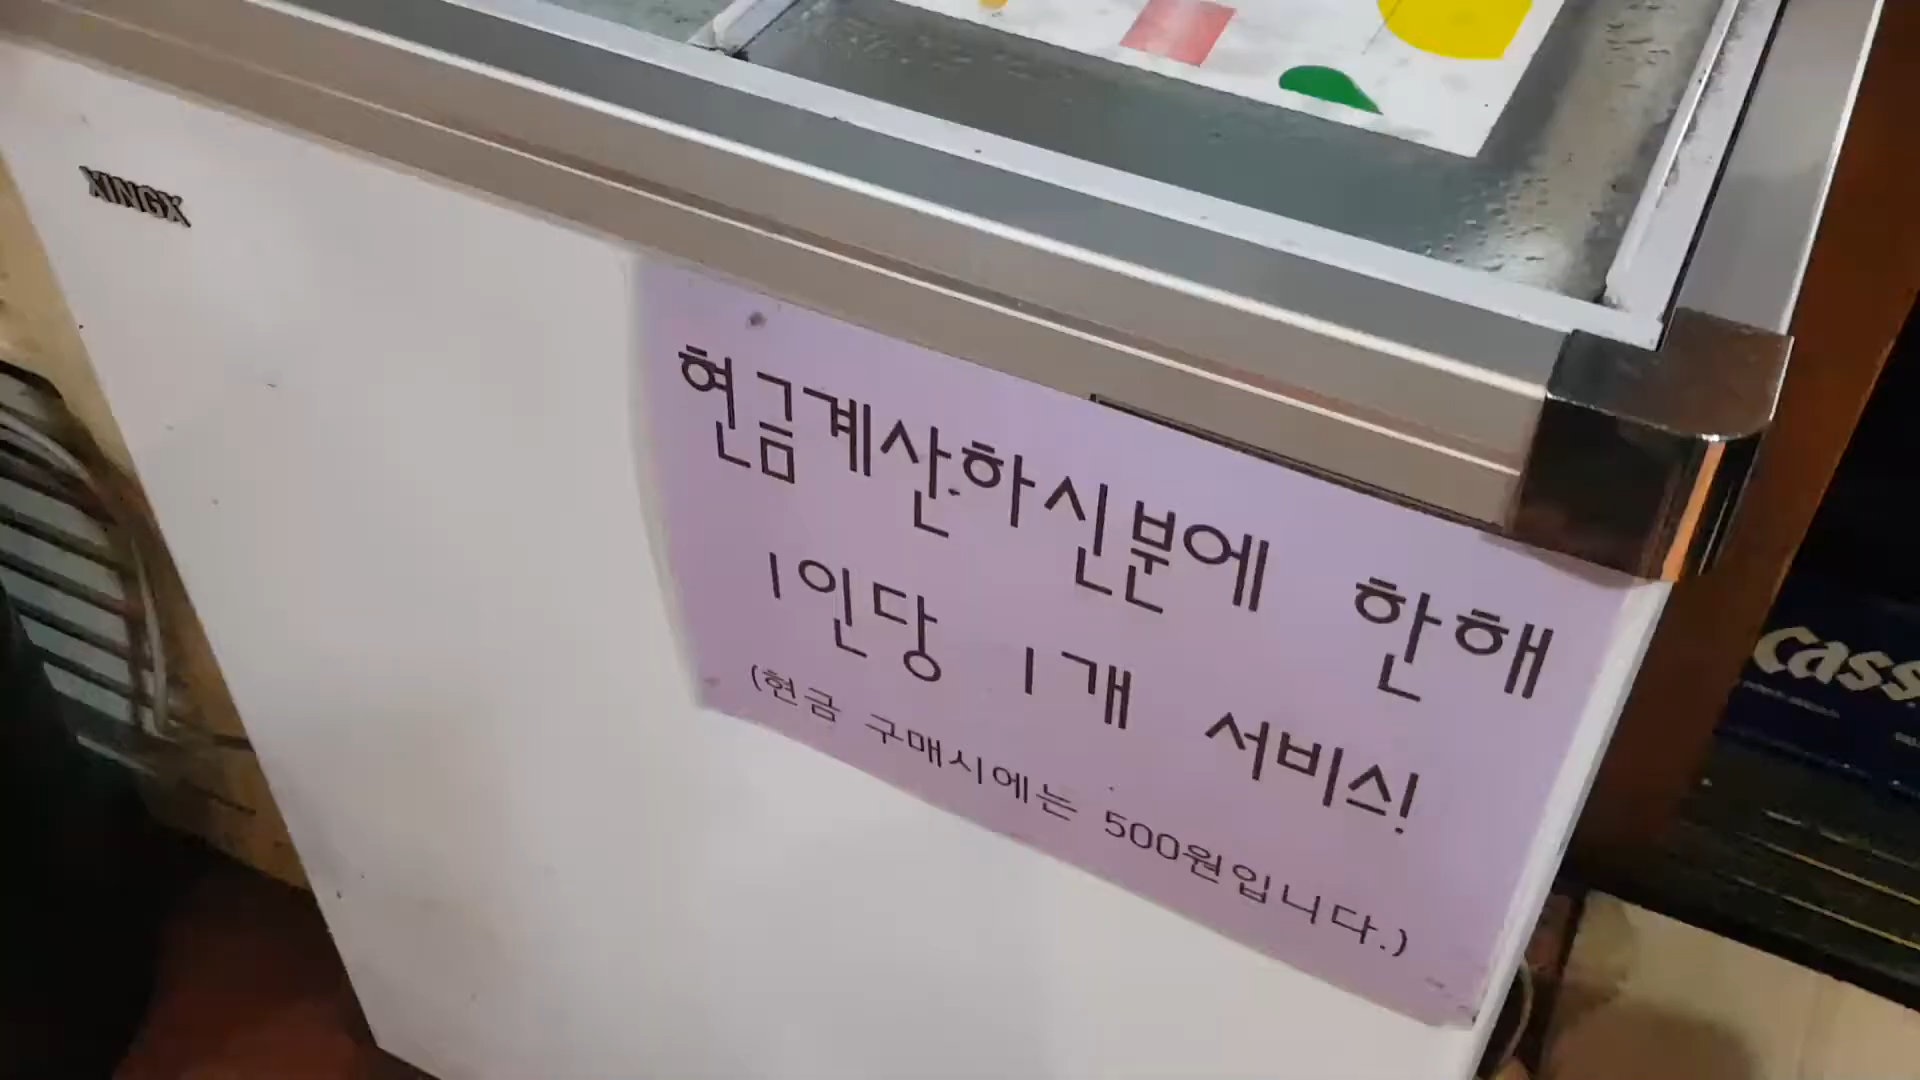 XINGX
현금계산하신분에 한해
1인당 1개 서비스!
(현금 구매시에는 500원입니다.)
Cass